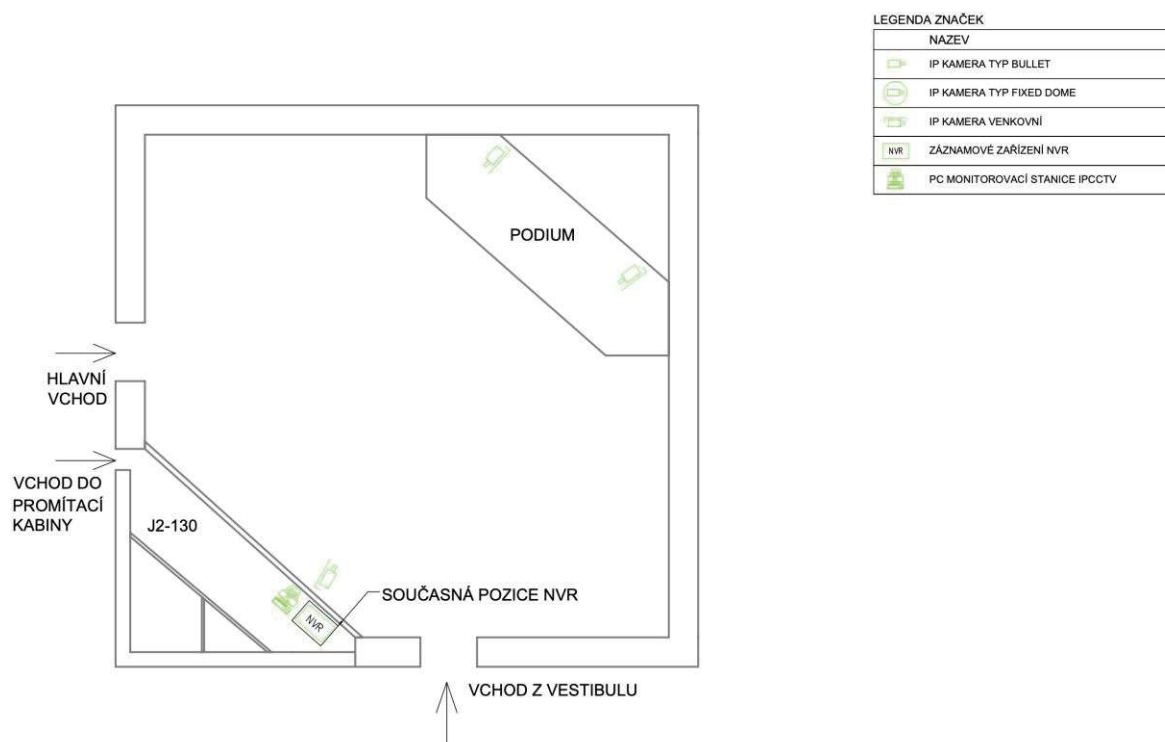 LEGENDA ZNAČEK
NAZEV
IP KAMERA TYP BULLET
IP KAMERA TYP FIXED DOME
IP KAMERA VENKOVNÍ
NVR
ZÁZNAMOVÉ ZAŘÍZENÍ NVR
PC MONITOROVACÍ STANICE IPCCTV
PODIUM
HLAVNÍ
VCHOD
VCHOD DO
PROMÍTACÍ
KABINY
J2-130
SOUČASNÁ POZICE NVR
NVR
VCHOD Z VESTIBULU